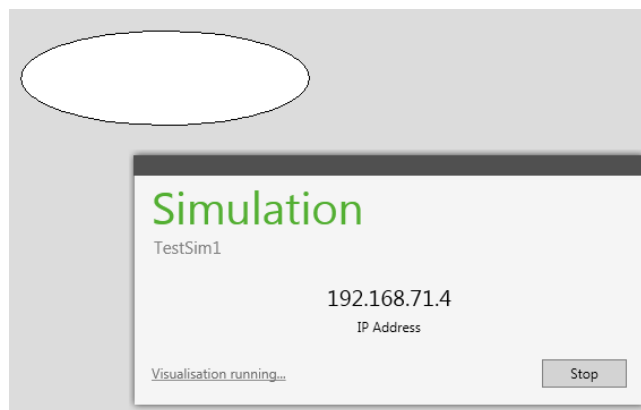 Simulation
TestSim1
192.168.71.4
IP Address
Visualisation running...
Stop